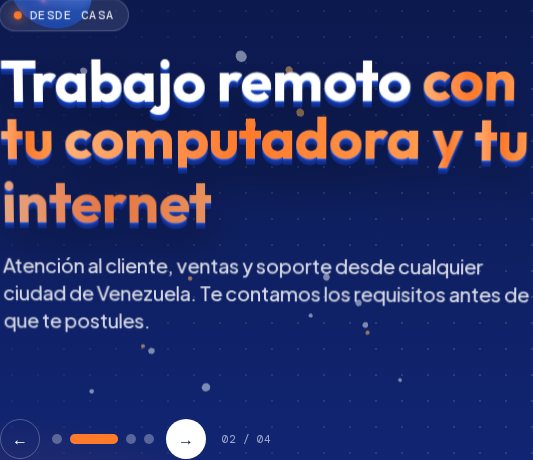 DESDE CASA
Trabajo remoto con
tu computadora y tu
internet
Atención al cliente, ventas y soporte desde cualquier
ciudad de Venezuela. Te contamos los requisitos antes de
que te postules.
← → 02 / 04